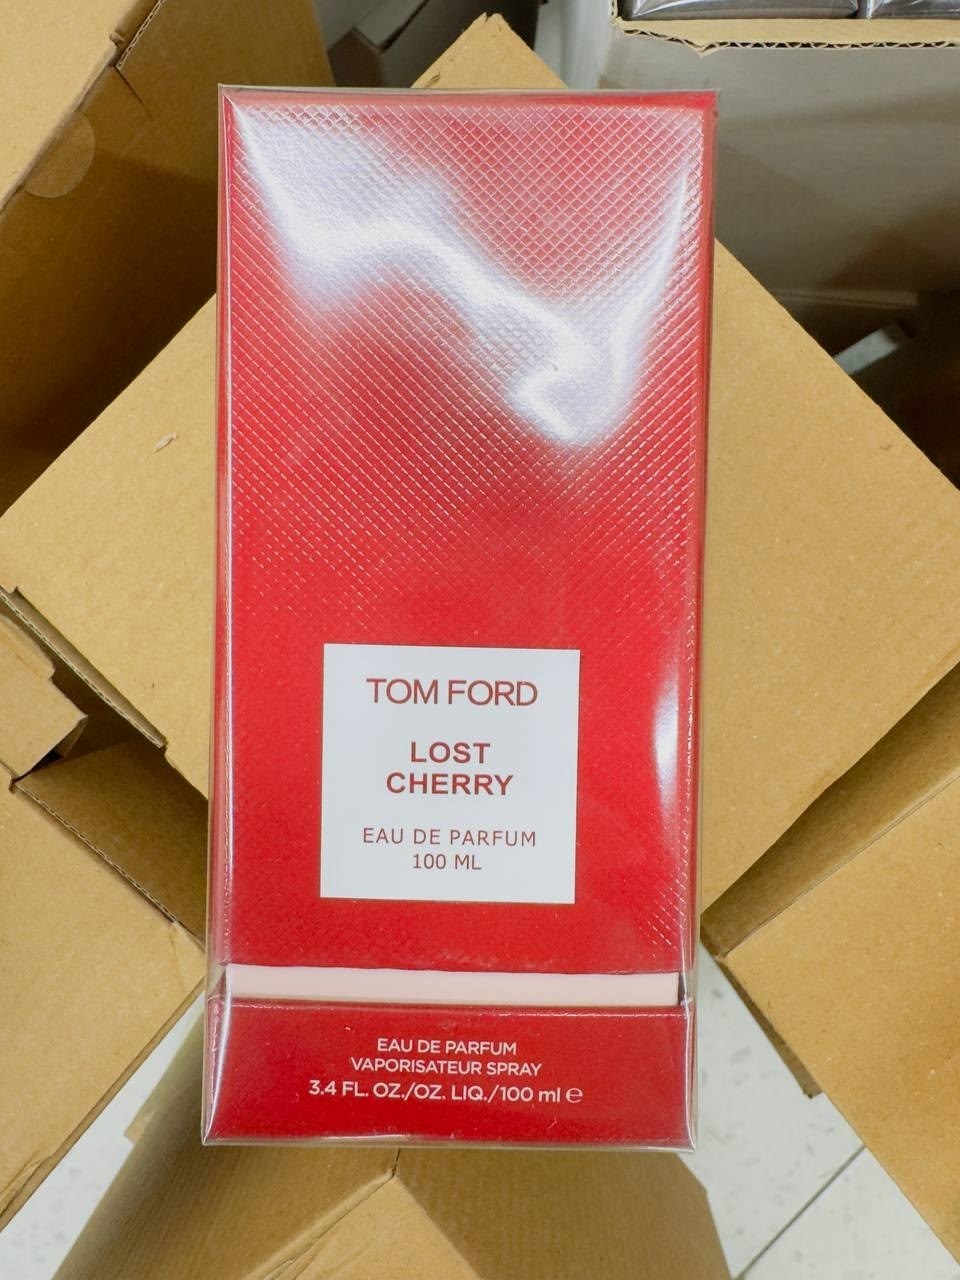 TOM FORD
LOST
CHERRY
EAU DE PARFUM
100 ML
EAU DE PARFUM
VAPORISATEUR SPRAY
3.4 FL. OZ./OZ. LIQ./100 ml ℮